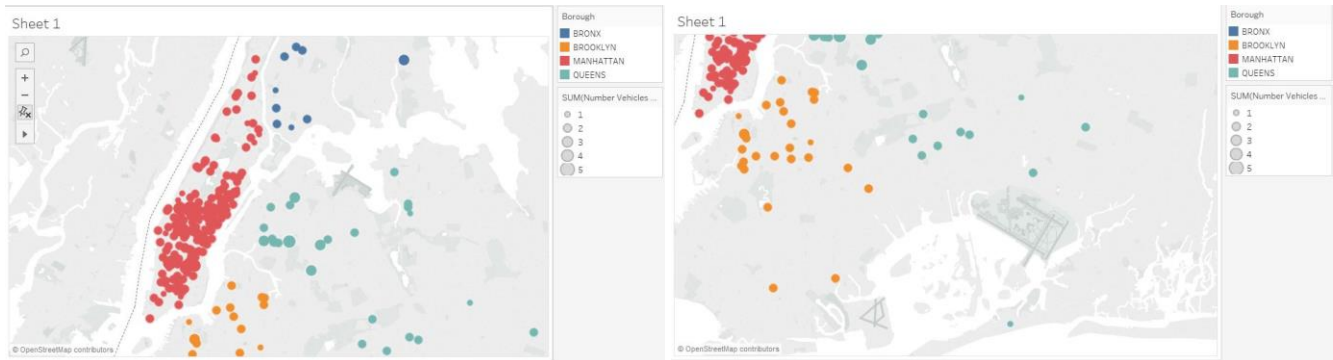 Sheet 1
Borough
BRONX
BROOKLYN
MANHATTAN
QUEENS
SUM(Number Vehicles ...
1
2
3
4
5
© OpenStreetMap contributors
Sheet 1
Borough
BRONX
BROOKLYN
MANHATTAN
QUEENS
SUM(Number Vehicles ...
1
2
3
4
5
© OpenStreetMap contributors